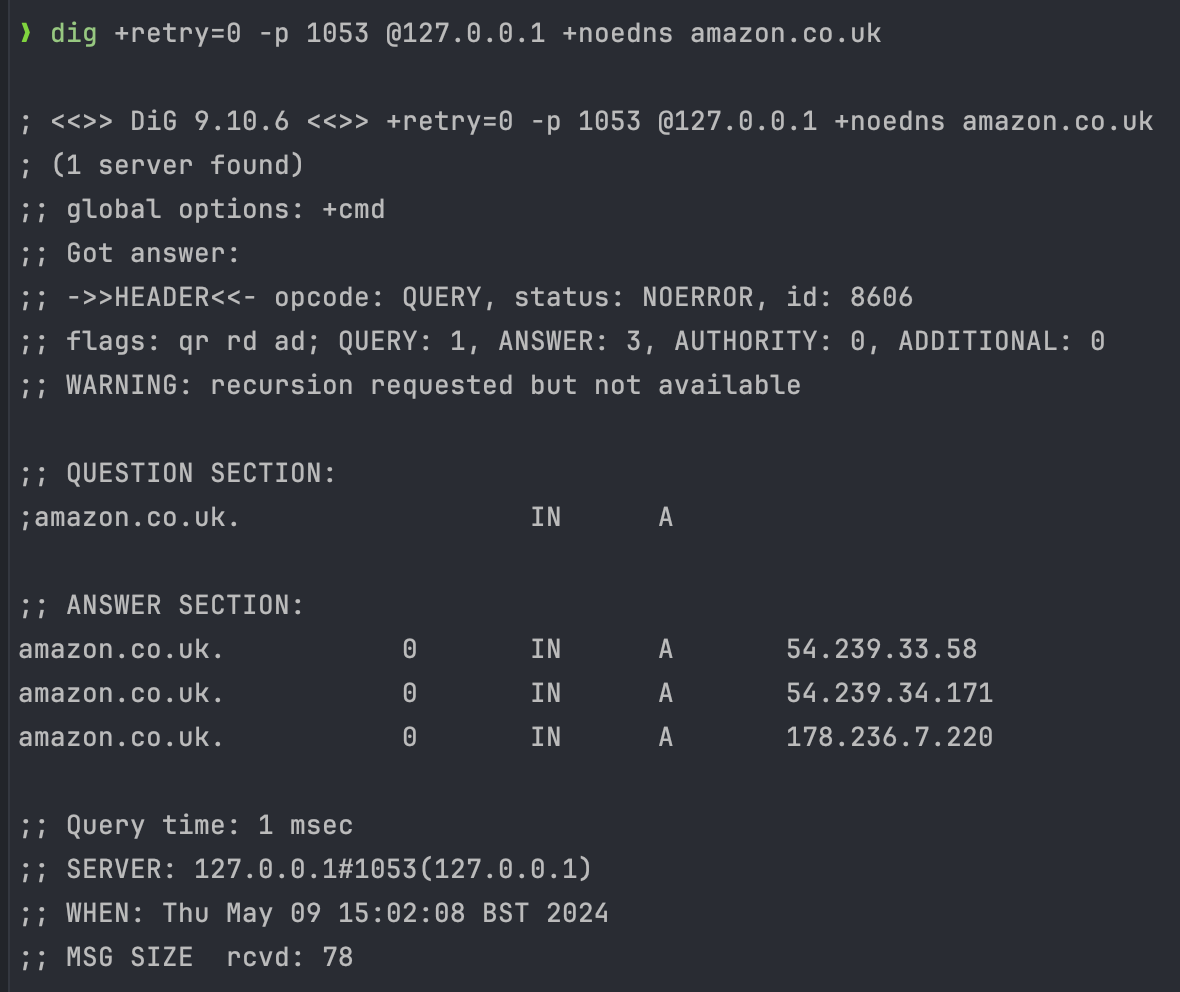 ❯ dig +retry=0 -p 1053 @127.0.0.1 +noedns amazon.co.uk
; <<>> DiG 9.10.6 <<>> +retry=0 -p 1053 @127.0.0.1 +noedns amazon.co.uk
; (1 server found)
;; global options: +cmd
;; Got answer:
;; ->>HEADER<<- opcode: QUERY, status: NOERROR, id: 8606
;; flags: qr rd ad; QUERY: 1, ANSWER: 3, AUTHORITY: 0, ADDITIONAL: 0
;; WARNING: recursion requested but not available
;; QUESTION SECTION:
;amazon.co.uk. IN A
;; ANSWER SECTION:
amazon.co.uk. 0 IN A 54.239.33.58
amazon.co.uk. 0 IN A 54.239.34.171
amazon.co.uk. 0 IN A 178.236.7.220
;; Query time: 1 msec
;; SERVER: 127.0.0.1#1053(127.0.0.1)
;; WHEN: Thu May 09 15:02:08 BST 2024
;; MSG SIZE rcvd: 78